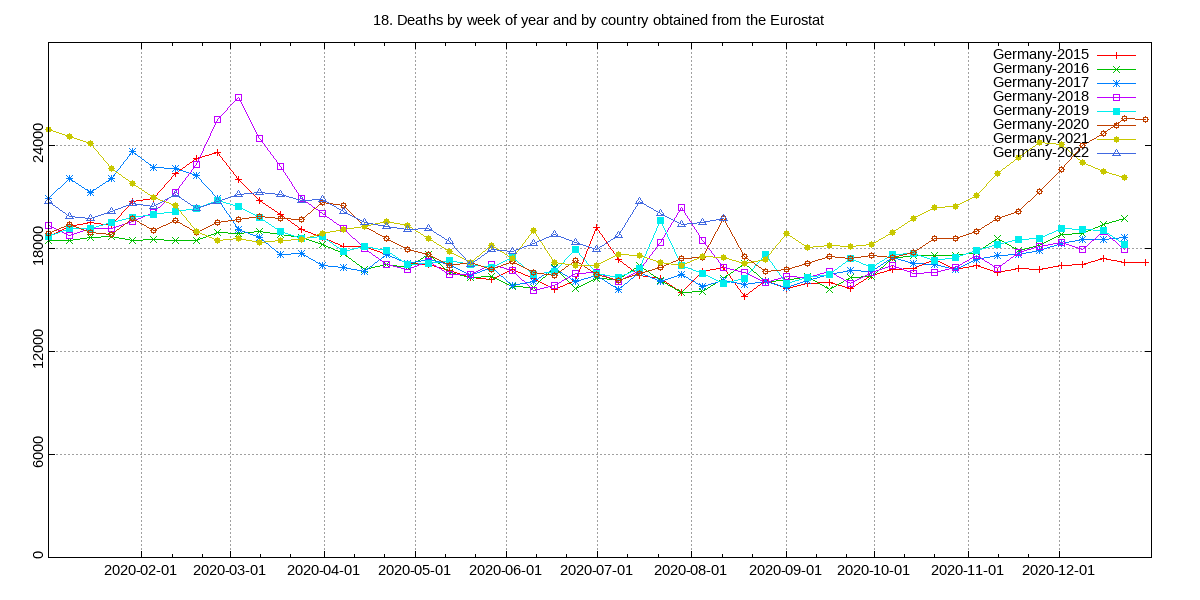 18. Deaths by week of year and by country obtained from the Eurostat
Germany-2015
Germany-2016
Germany-2017
Germany-2018
Germany-2019
Germany-2020
Germany-2021
Germany-2022
24000
18000
12000
6000
0
2020-02-01 2020-03-01 2020-04-01 2020-05-01 2020-06-01 2020-07-01 2020-08-01 2020-09-01 2020-10-01 2020-11-01 2020-12-01